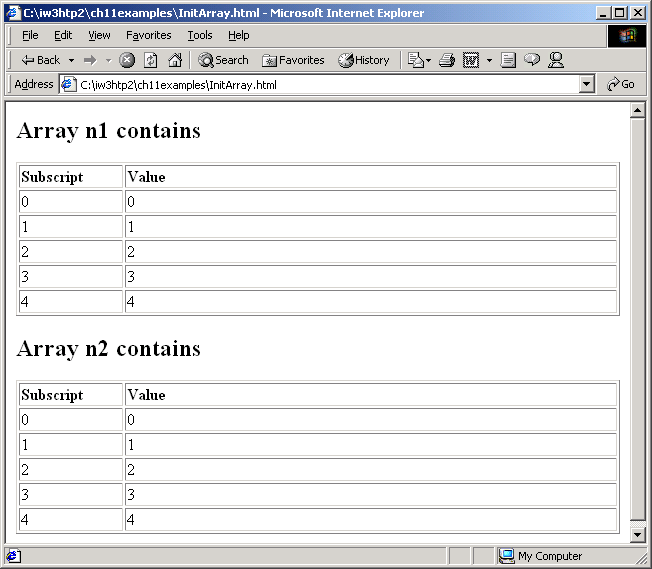 C:\iw3htp2\ch11examples\InitArray.html - Microsoft Internet Explorer
File Edit View Favorites Tools Help
Back Search Favorites History
Address C:\iw3htp2\ch11examples\InitArray.html Go
Array n1 contains
Subscript Value
0 0
1 1
2 2
3 3
4 4
Array n2 contains
Subscript Value
0 0
1 1
2 2
3 3
4 4
My Computer